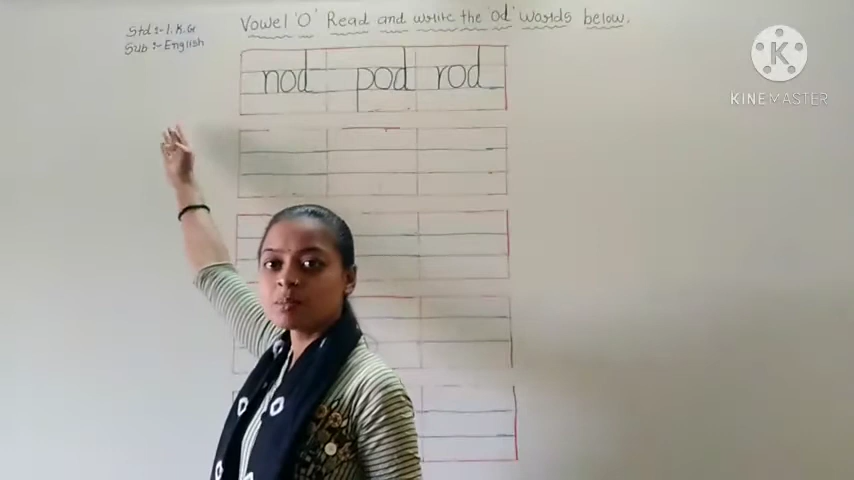 Std :- I. K. G
Sub :- English
Vowel 'O' Read and write the 'od' words below.
nod pod rod
K
KINEMASTER